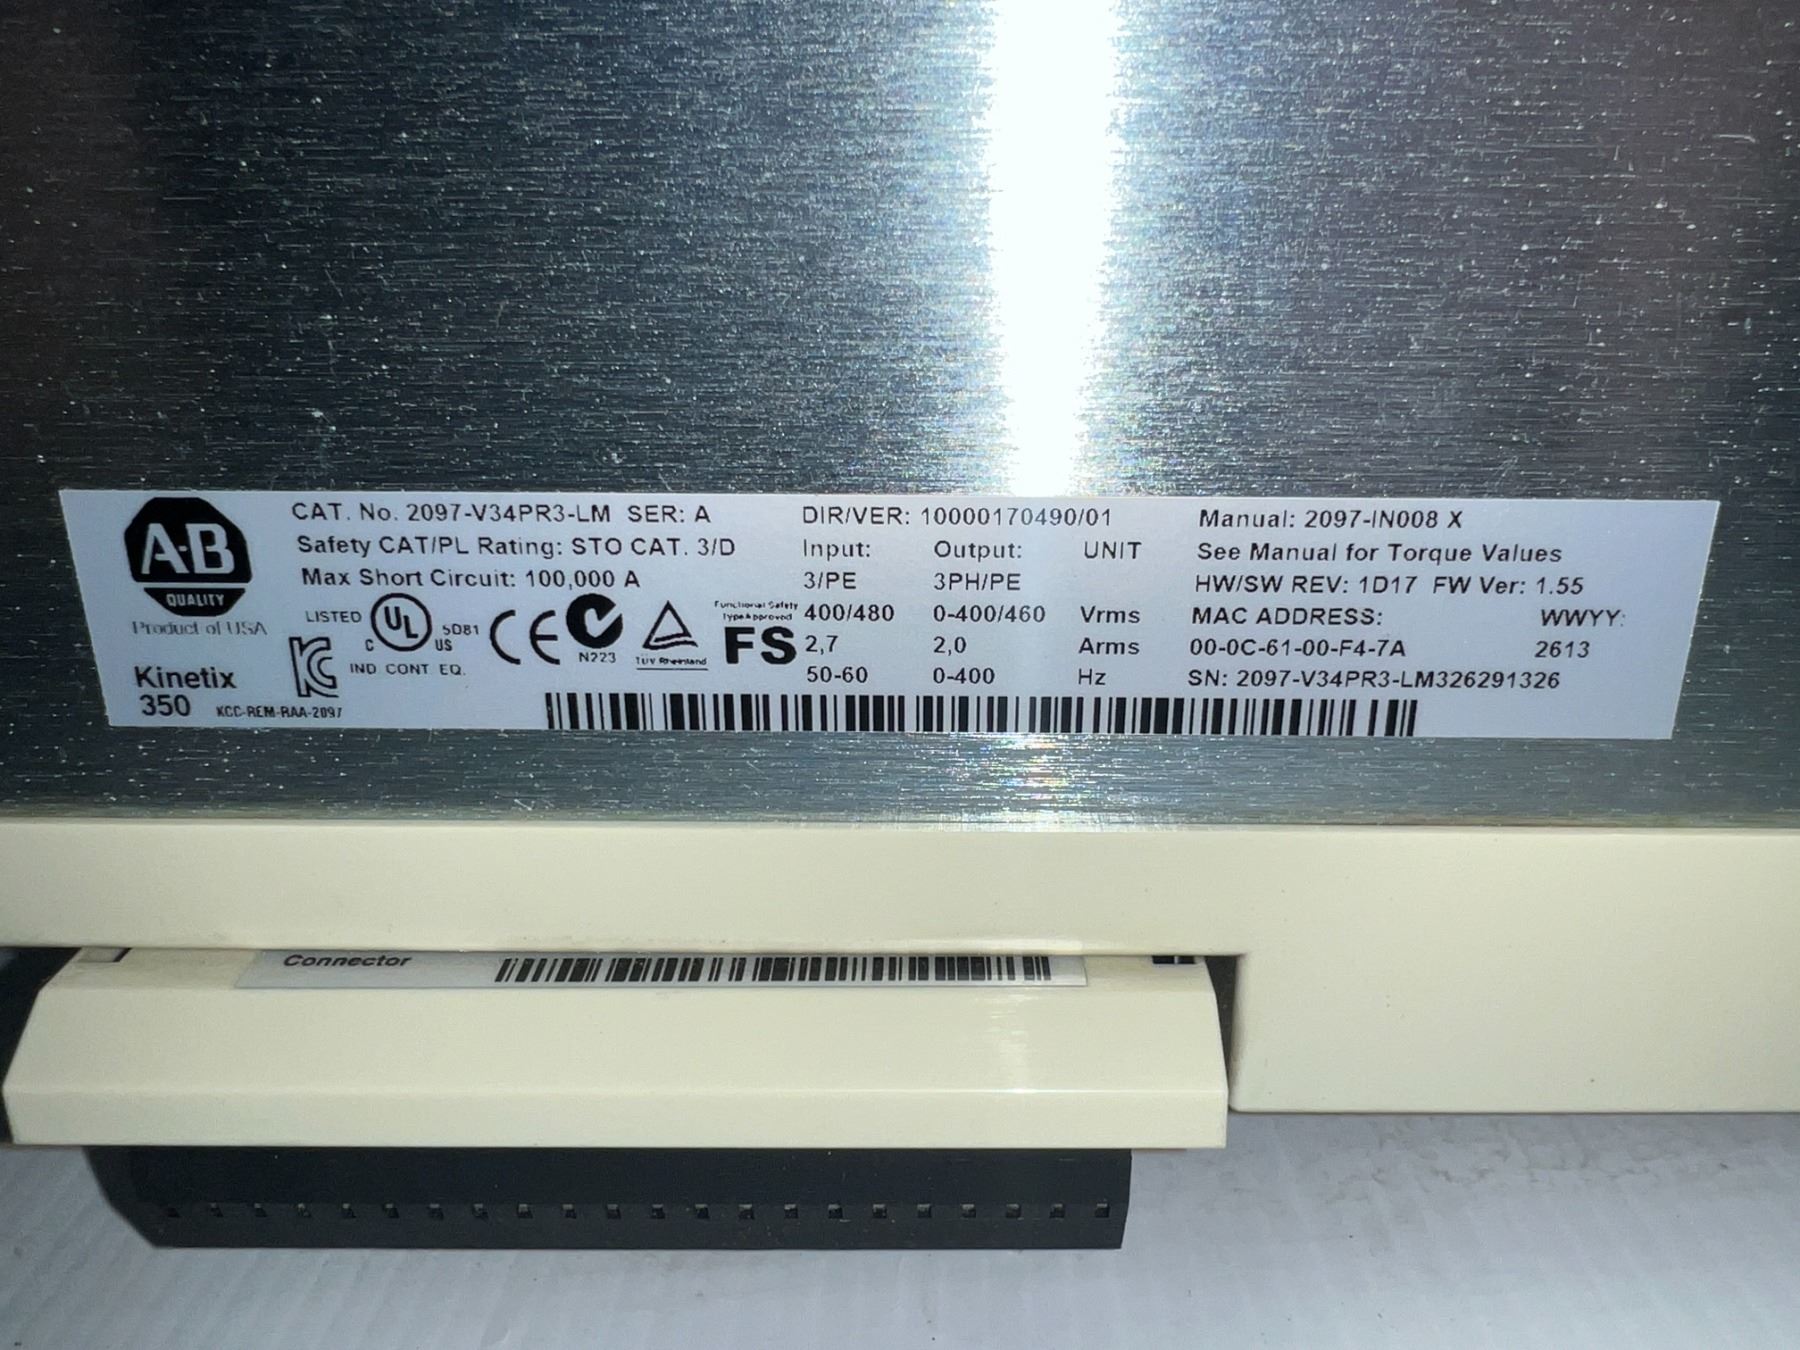 A-B
QUALITY
Product of USA
Kinetix
350
KCC-REM-RAA-2097
CAT. No. 2097-V34PR3-LM SER: A
Safety CAT/PL Rating: STO CAT. 3/D
Max Short Circuit: 100,000 A
LISTED
C UL US
5081
IND CONT EQ.
CE
N223
TÜV Rheinland
Functional Safety
Type Approved
FS
DIR/VER: 10000170490/01
Input: Output: UNIT
3/PE 3PH/PE
400/480 0-400/460 Vrms
2,7 2,0 Arms
50-60 0-400 Hz
Manual: 2097-IN008 X
See Manual for Torque Values
HW/SW REV: 1D17 FW Ver: 1.55
MAC ADDRESS: WWYY:
00-0C-61-00-F4-7A 2613
SN: 2097-V34PR3-LM326291326
Connector